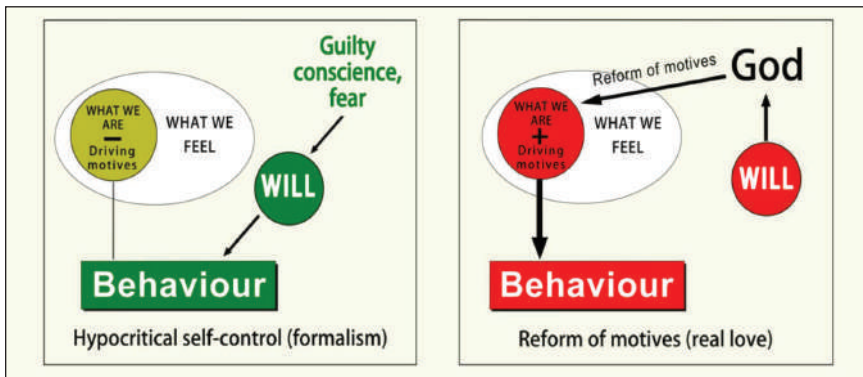 Guilty
conscience,
fear
WHAT WE
ARE
–
Driving
motives
WHAT WE
FEEL
WILL
Behaviour
Hypocritical self-control (formalism)
Reform of motives
God
WHAT WE
ARE
+
Driving
motives
WHAT WE
FEEL
WILL
Behaviour
Reform of motives (real love)